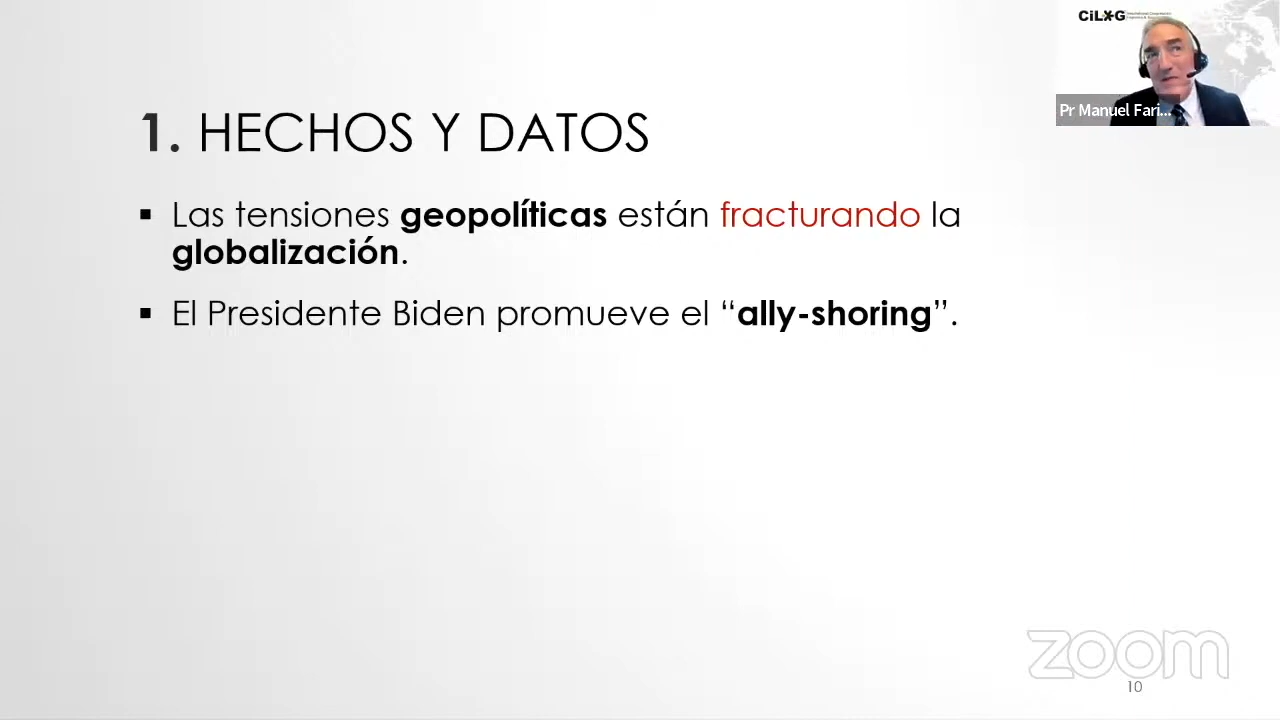 CiLOG
Pr Manuel Fari...
1. HECHOS Y DATOS
▪ Las tensiones geopolíticas están fracturando la
globalización.
▪ El Presidente Biden promueve el “ally-shoring”.
zoom
10